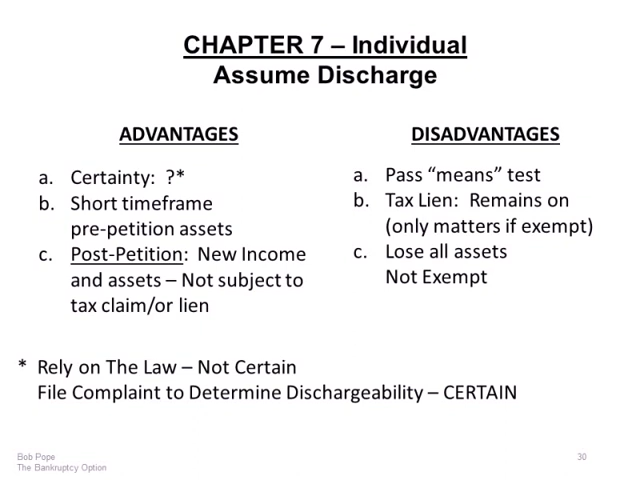 CHAPTER 7 – Individual
Assume Discharge
ADVANTAGES
a. Certainty: ?*
b. Short timeframe
pre-petition assets
c. Post-Petition: New Income
and assets – Not subject to
tax claim/or lien
DISADVANTAGES
a. Pass “means” test
b. Tax Lien: Remains on
(only matters if exempt)
c. Lose all assets
Not Exempt
* Rely on The Law – Not Certain
File Complaint to Determine Dischargeability – CERTAIN
Bob Pope
The Bankruptcy Option
30